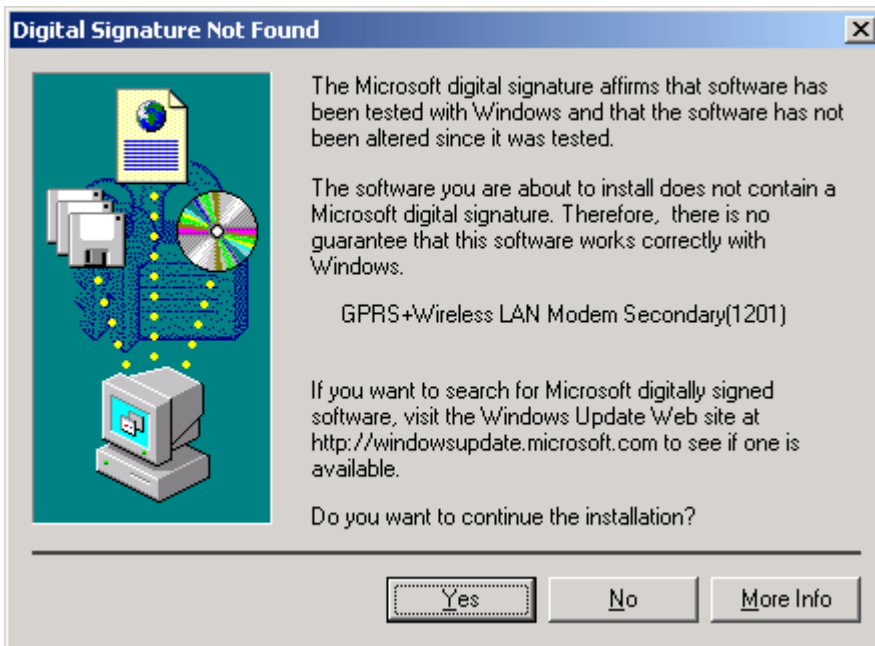 Digital Signature Not Found
The Microsoft digital signature affirms that software has
been tested with Windows and that the software has not
been altered since it was tested.
The software you are about to install does not contain a
Microsoft digital signature. Therefore,  there is no
guarantee that this software works correctly with
Windows.
GPRS+Wireless LAN Modem Secondary(1201)
If you want to search for Microsoft digitally signed
software, visit the Windows Update Web site at
http://windowsupdate.microsoft.com to see if one is
available.
Do you want to continue the installation?
Yes No More Info